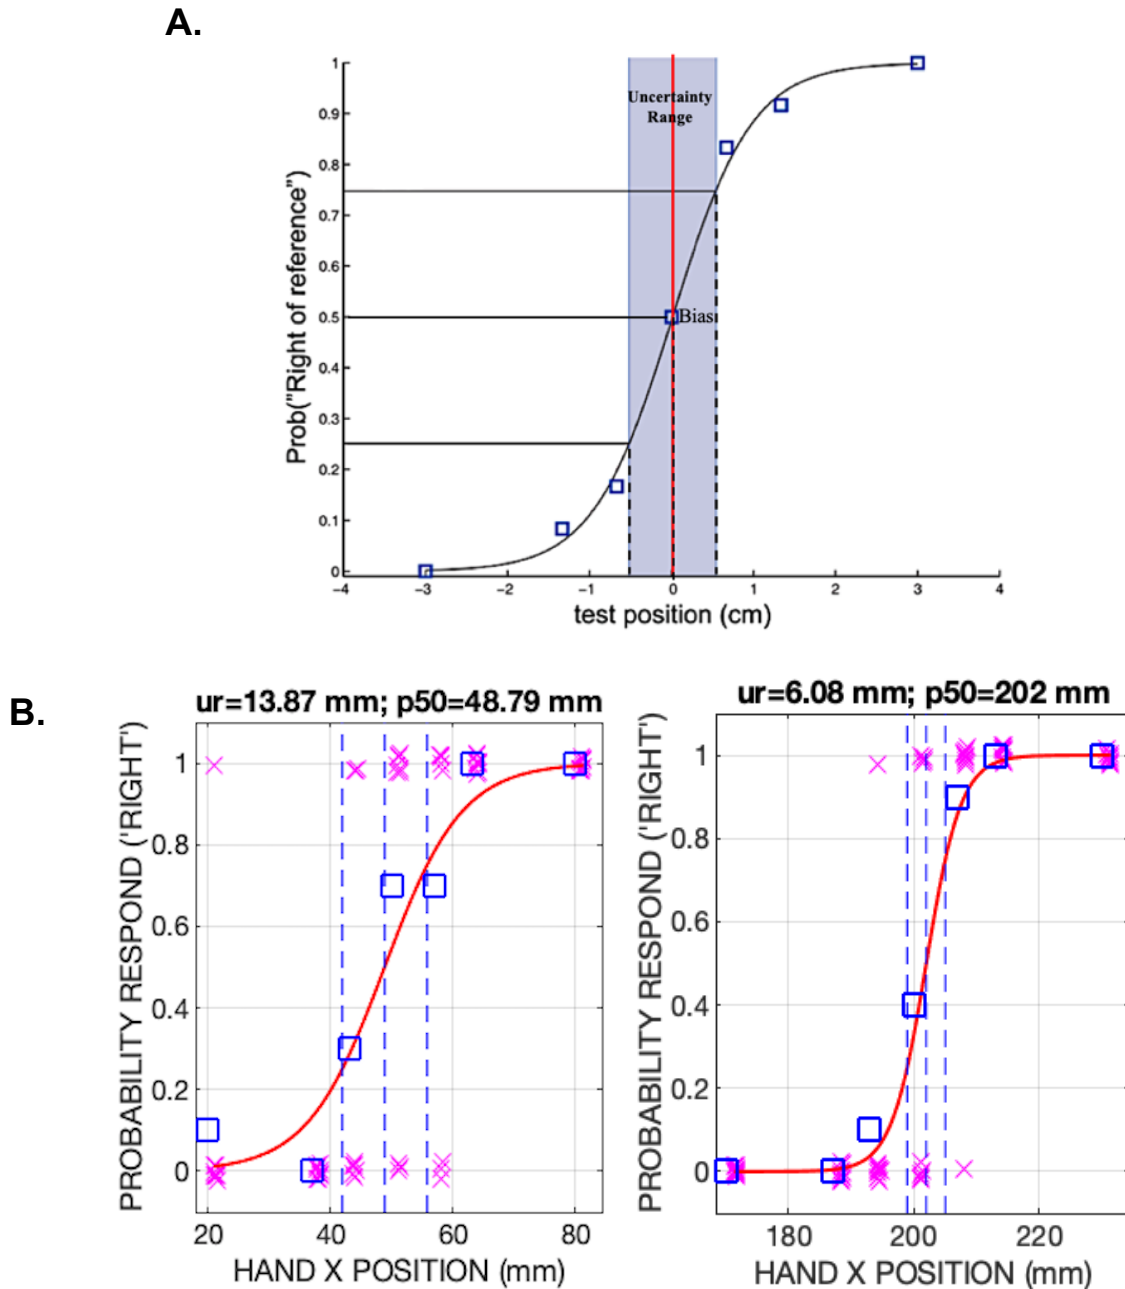 A.
Prob("Right of reference")
1
0.9
0.8
0.7
0.6
0.5
0.4
0.3
0.2
0.1
0
Uncertainty
Range
Bias
-4 -3 -2 -1 0 1 2 3 4
test position (cm)
B.
ur=13.87 mm; p50=48.79 mm
PROBABILITY RESPOND ('RIGHT')
1
0.8
0.6
0.4
0.2
0
20 40 60 80
HAND X POSITION (mm)
ur=6.08 mm; p50=202 mm
PROBABILITY RESPOND ('RIGHT')
1
0.8
0.6
0.4
0.2
0
180 200 220
HAND X POSITION (mm)